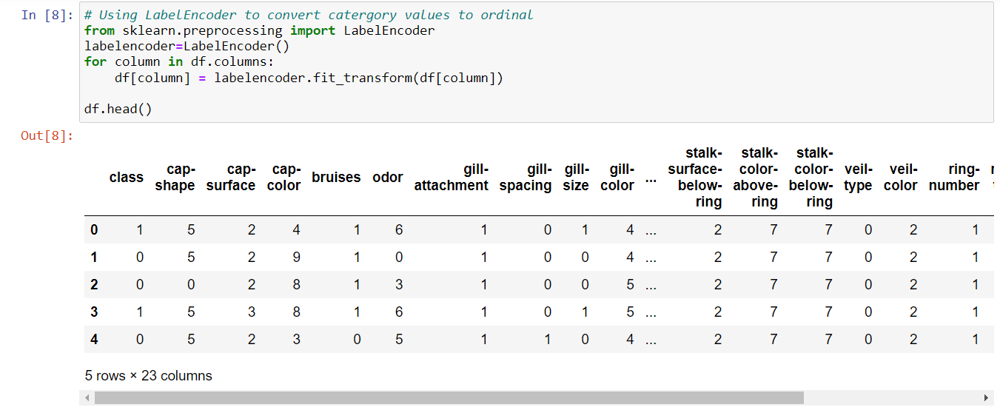 In [8]: # Using LabelEncoder to convert catergory values to ordinal
from sklearn.preprocessing import LabelEncoder
labelencoder=LabelEncoder()
for column in df.columns:
    df[column] = labelencoder.fit_transform(df[column])
df.head()
Out[8]:
class cap-shape cap-surface cap-color bruises odor gill-attachment gill-spacing gill-size gill-color ... stalk-surface-below-ring stalk-color-above-ring stalk-color-below-ring veil-type veil-color ring-number
0 1 5 2 4 1 6 1 0 1 4 ... 2 7 7 0 2 1
1 0 5 2 9 1 0 1 0 0 4 ... 2 7 7 0 2 1
2 0 0 2 8 1 3 1 0 0 5 ... 2 7 7 0 2 1
3 1 5 3 8 1 6 1 0 1 5 ... 2 7 7 0 2 1
4 0 5 2 3 0 5 1 1 0 4 ... 2 7 7 0 2 1
5 rows × 23 columns